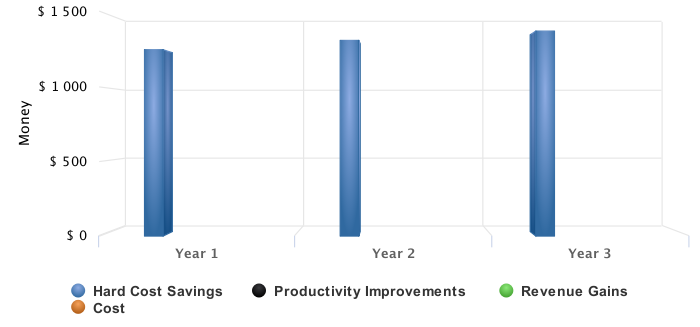 $ 1 500
$ 1 000
$ 500
$ 0
Money
Year 1 Year 2 Year 3
Hard Cost Savings Productivity Improvements Revenue Gains
Cost